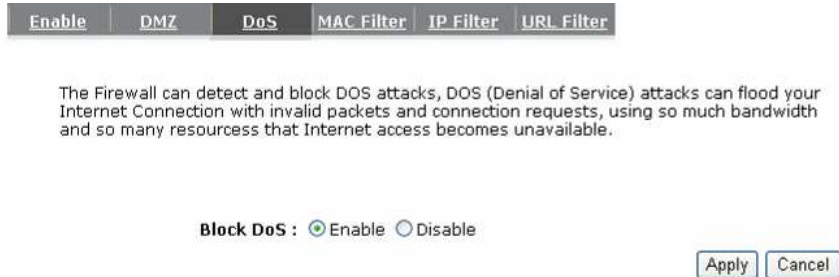 Enable DMZ DoS MAC Filter IP Filter URL Filter
The Firewall can detect and block DOS attacks, DOS (Denial of Service) attacks can flood your
Internet Connection with invalid packets and connection requests, using so much bandwidth
and so many resourcess that Internet access becomes unavailable.
Block DoS : Enable Disable
Apply Cancel